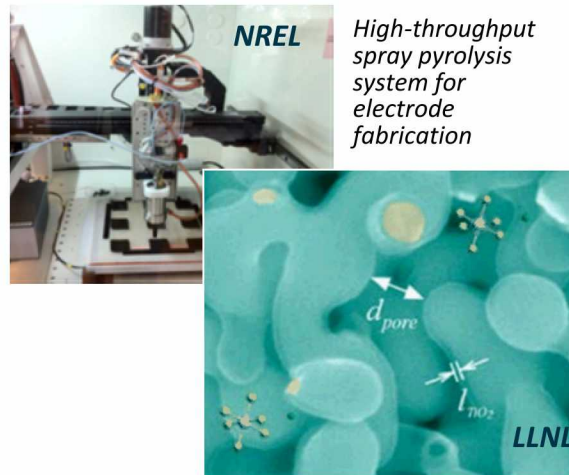 NREL
High-throughput
spray pyrolysis
system for
electrode
fabrication
d_pore
l_TiO₂
LLNL